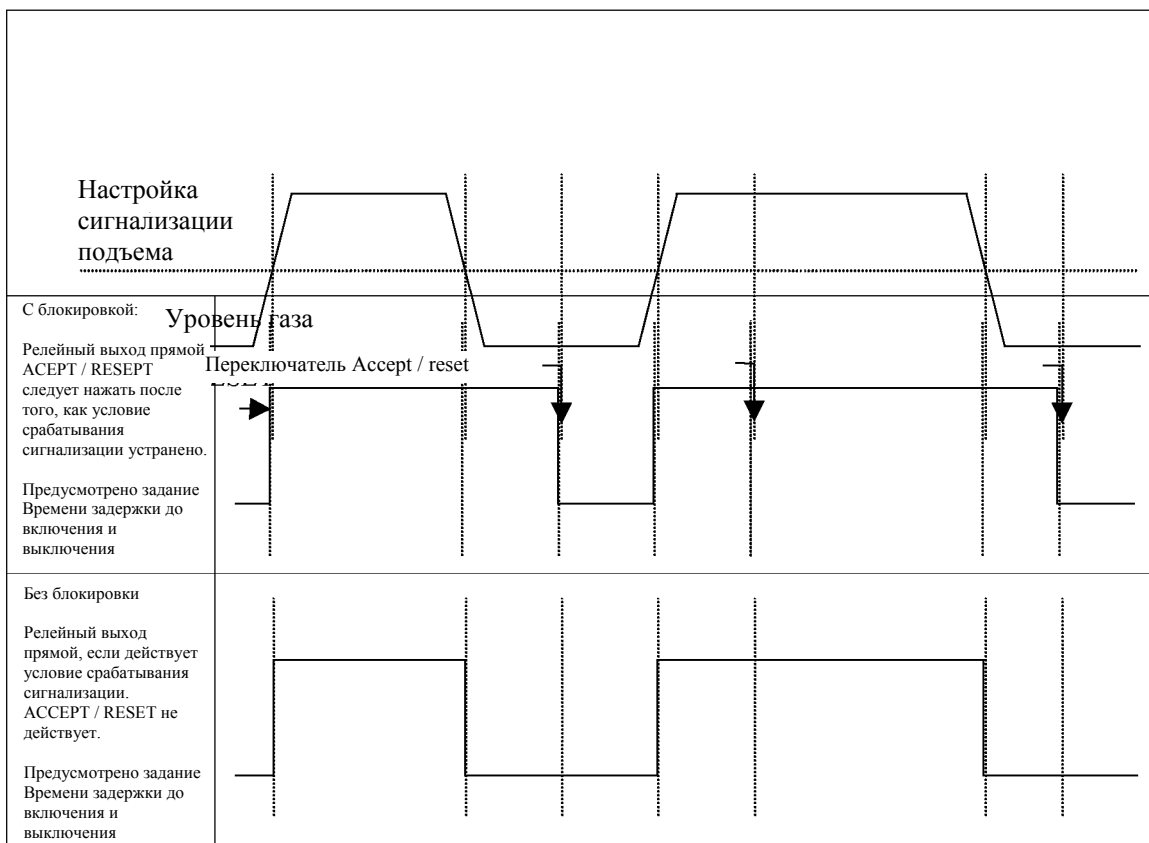 Настройка
сигнализации
подъема
С блокировкой:
Уровень газа
Релейный выход прямой
Переключатель Accept / reset
ACEPT / RESEPT
следует нажать после
того, как условие
срабатывания
сигнализации устранено.
Предусмотрено задание
Времени задержки до
включения и
выключения
Без блокировки
Релейный выход
прямой, если действует
условие срабатывания
сигнализации.
ACCEPT / RESET не
действует.
Предусмотрено задание
Времени задержки до
включения и
выключения